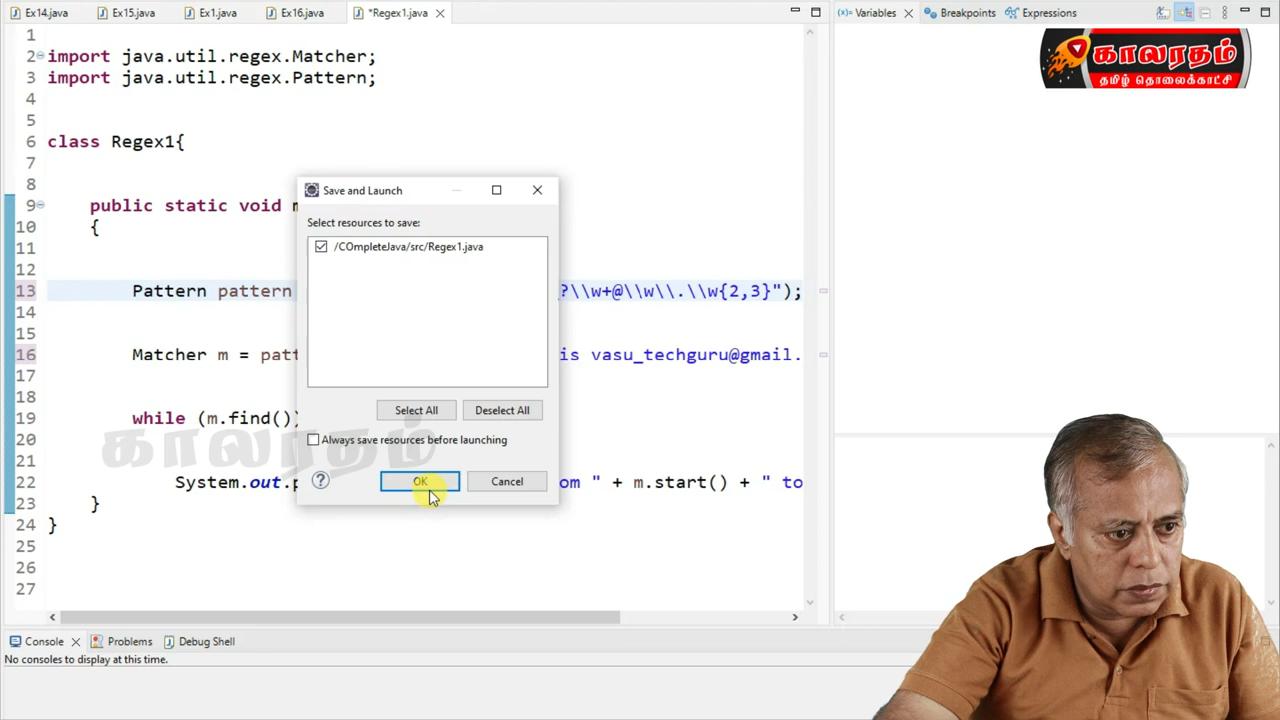 Ex14.java Ex15.java Ex1.java Ex16.java *Regex1.java
Variables Breakpoints Expressions
காலரதம்
தமிழ் தொலைக்காட்சி
1
2 import java.util.regex.Matcher;
3 import java.util.regex.Pattern;
4
5
6 class Regex1{
7
8
9 public static void m
10 {
11
12
13 Pattern pattern ?\\w+@\\w\\.\\w{2,3}");
14
15
16 Matcher m = patt is vasu_techguru@gmail.
17
18
19 while (m.find())
20
21
22 System.out.p om " + m.start() + " to
23 }
24 }
25
26
27
Save and Launch
Select resources to save:
/COmpleteJava/src/Regex1.java
Select All Deselect All
Always save resources before launching
OK Cancel
காலரதம்
Console Problems Debug Shell
No consoles to display at this time.